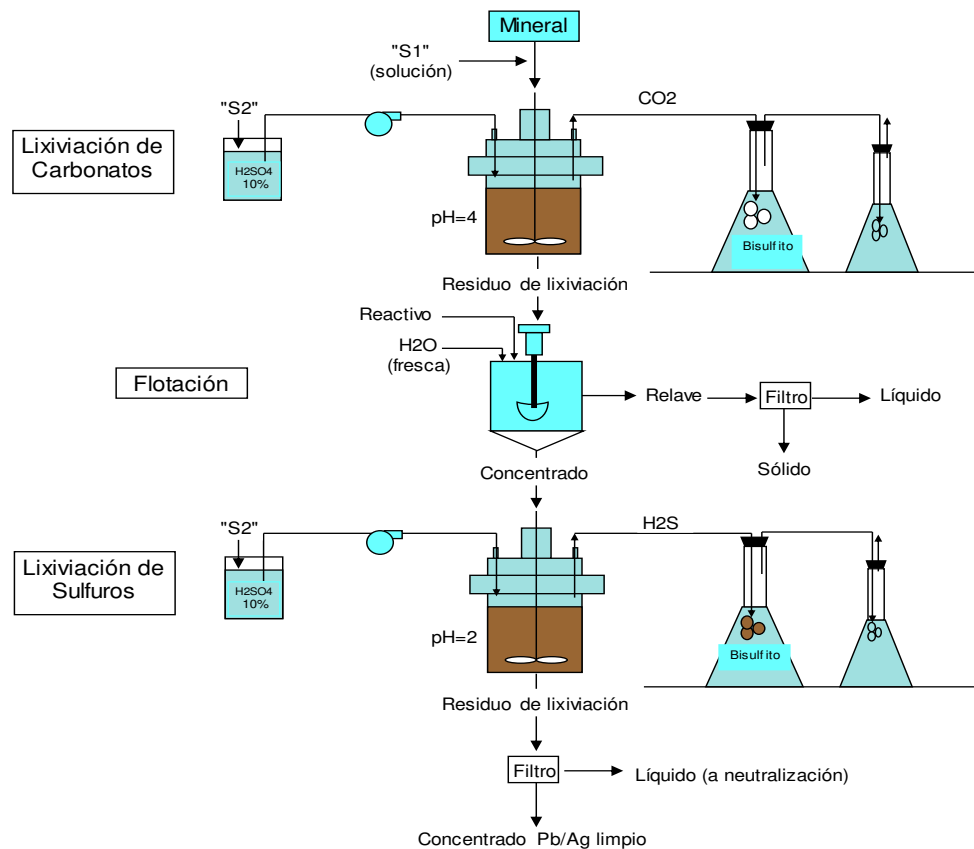 Mineral
"S1"
(solución)
CO2
"S2"
Lixiviación de
Carbonatos
H2SO4
10%
pH=4
Bisulfito
Residuo de lixiviación
Reactivo
H2O
(fresca)
Flotación
Relave
Filtro
Líquido
Sólido
Concentrado
"S2"
H2S
Lixiviación de
Sulfuros
H2SO4
10%
pH=2
Bisulfito
Residuo de lixiviación
Filtro
Líquido (a neutralización)
Concentrado Pb/Ag limpio